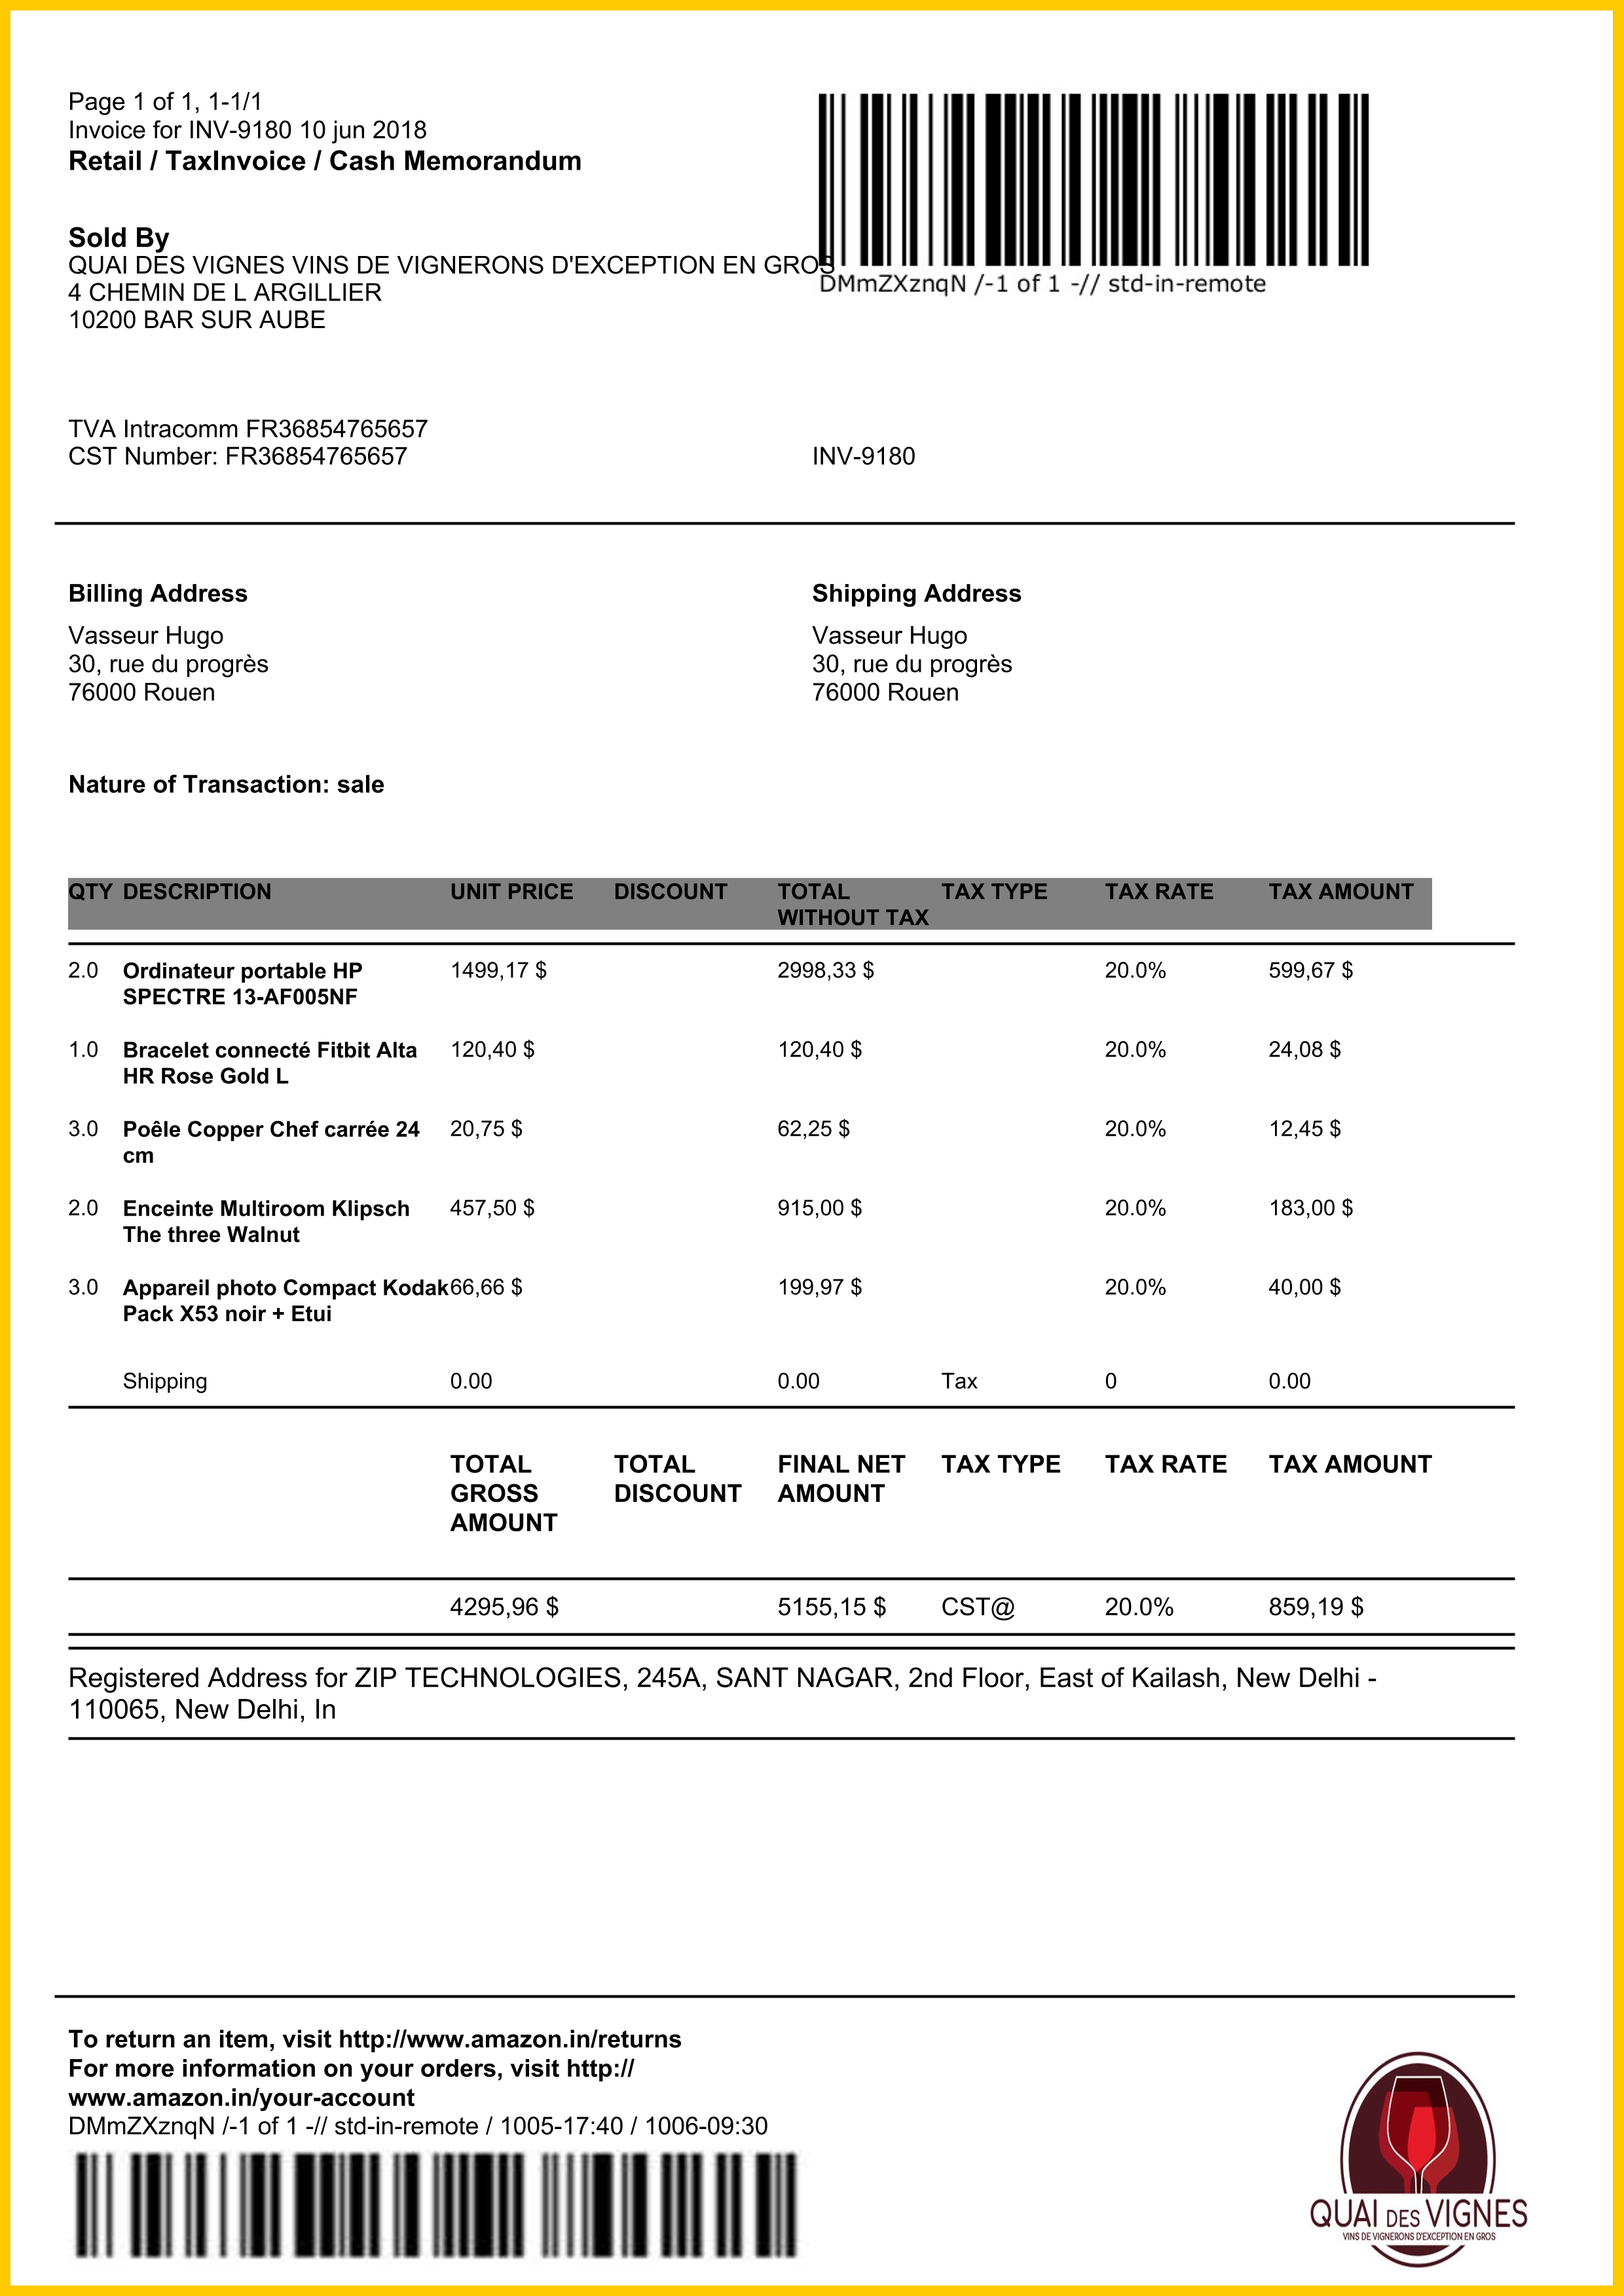 Page 1 of 1, 1-1/1
Invoice for INV-9180 10 jun 2018
Retail / TaxInvoice / Cash Memorandum
Sold By
QUAI DES VIGNES VINS DE VIGNERONS D'EXCEPTION EN GROS
4 CHEMIN DE L ARGILLIER
10200 BAR SUR AUBE
DMmZXznqN /-1 of 1 -// std-in-remote
TVA Intracomm FR36854765657
CST Number: FR36854765657
INV-9180
Billing Address
Vasseur Hugo
30, rue du progrès
76000 Rouen
Shipping Address
Vasseur Hugo
30, rue du progrès
76000 Rouen
Nature of Transaction: sale
QTY DESCRIPTION UNIT PRICE DISCOUNT TOTAL TAX TYPE TAX RATE TAX AMOUNT
WITHOUT TAX
2.0 Ordinateur portable HP 1499,17 $ 2998,33 $ 20.0% 599,67 $
SPECTRE 13-AF005NF
1.0 Bracelet connecté Fitbit Alta 120,40 $ 120,40 $ 20.0% 24,08 $
HR Rose Gold L
3.0 Poêle Copper Chef carrée 24 20,75 $ 62,25 $ 20.0% 12,45 $
cm
2.0 Enceinte Multiroom Klipsch 457,50 $ 915,00 $ 20.0% 183,00 $
The three Walnut
3.0 Appareil photo Compact Kodak 66,66 $ 199,97 $ 20.0% 40,00 $
Pack X53 noir + Etui
Shipping 0.00 0.00 Tax 0 0.00
TOTAL TOTAL FINAL NET TAX TYPE TAX RATE TAX AMOUNT
GROSS DISCOUNT AMOUNT
AMOUNT
4295,96 $ 5155,15 $ CST@ 20.0% 859,19 $
Registered Address for ZIP TECHNOLOGIES, 245A, SANT NAGAR, 2nd Floor, East of Kailash, New Delhi -
110065, New Delhi, In
To return an item, visit http://www.amazon.in/returns
For more information on your orders, visit http://
www.amazon.in/your-account
DMmZXznqN /-1 of 1 -// std-in-remote / 1005-17:40 / 1006-09:30
QUAI DES VIGNES
VINS DE VIGNERONS D'EXCEPTION EN GROS